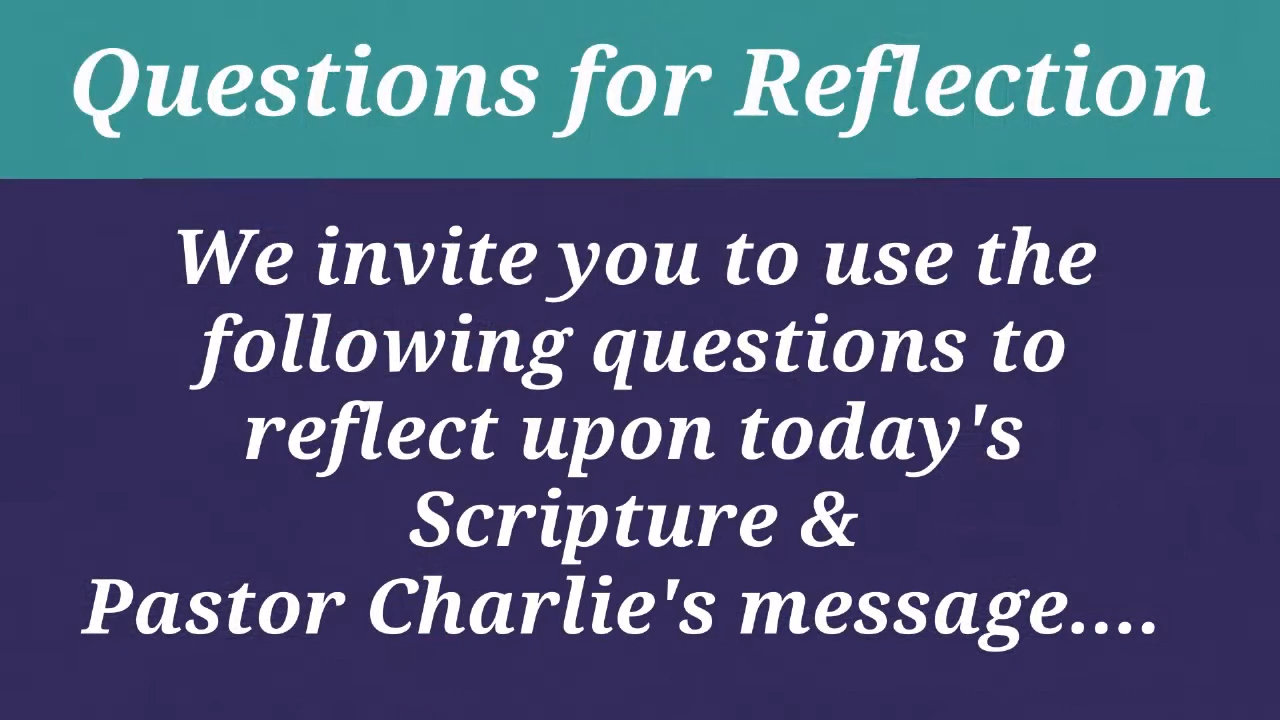 Questions for Reflection
We invite you to use the
following questions to
reflect upon today's
Scripture &
Pastor Charlie's message....